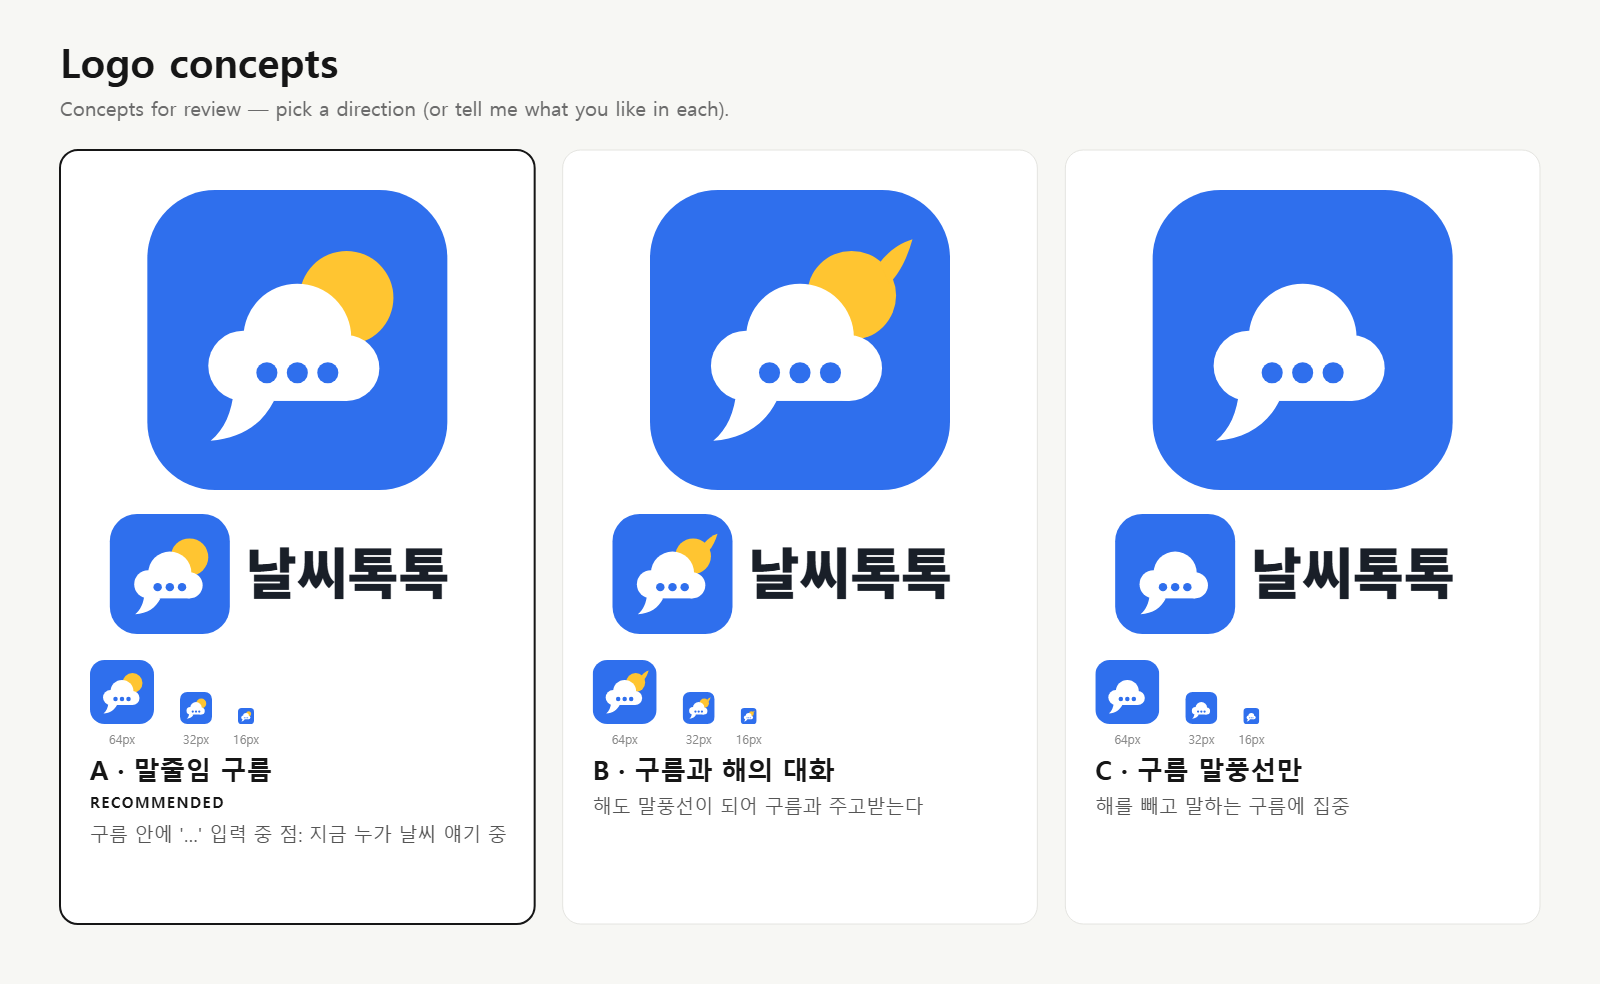 Logo concepts
Concepts for review — pick a direction (or tell me what you like in each).
날씨톡톡
64px 32px 16px
A · 말줄임 구름
RECOMMENDED
구름 안에 '...' 입력 중 점: 지금 누가 날씨 얘기 중
날씨톡톡
64px 32px 16px
B · 구름과 해의 대화
해도 말풍선이 되어 구름과 주고받는다
날씨톡톡
64px 32px 16px
C · 구름 말풍선만
해를 빼고 말하는 구름에 집중